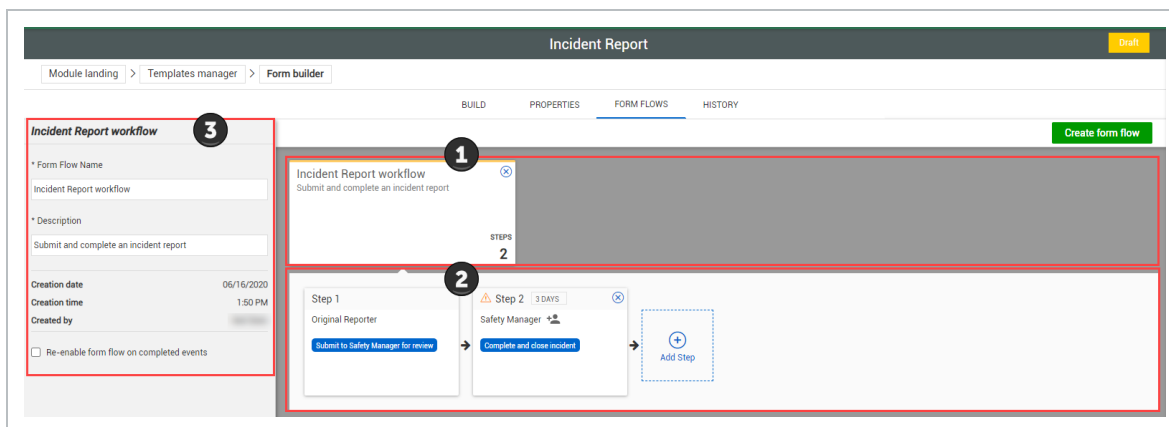 Incident Report
Draft
Module landing > Templates manager > Form builder
BUILD PROPERTIES FORM FLOWS HISTORY
Create form flow
3
Incident Report workflow
* Form Flow Name
Incident Report workflow
* Description
Submit and complete an incident report
Creation date 06/16/2020
Creation time 1:50 PM
Created by
Re-enable form flow on completed events
1
Incident Report workflow
Submit and complete an incident report
STEPS
2
2
Step 1
Original Reporter
Submit to Safety Manager for review
Step 2 3 DAYS
Safety Manager
Complete and close incident
Add Step